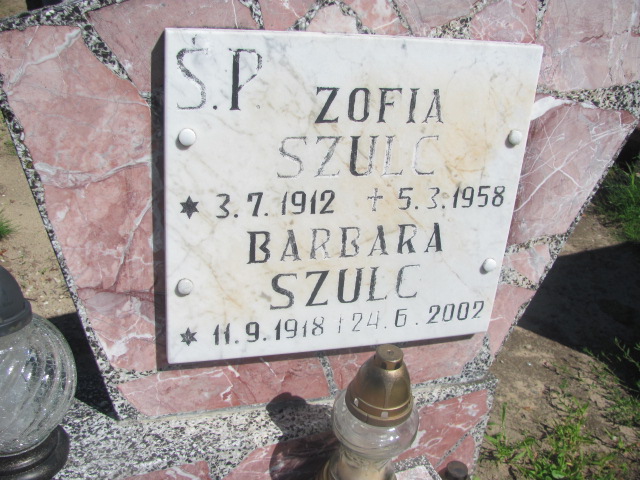 Ś.P. ZOFIA
SZULC
* 3.7.1912 † 5.3.1958
BARBARA
SZULC
* 11.9.1918 † 24.6.2002